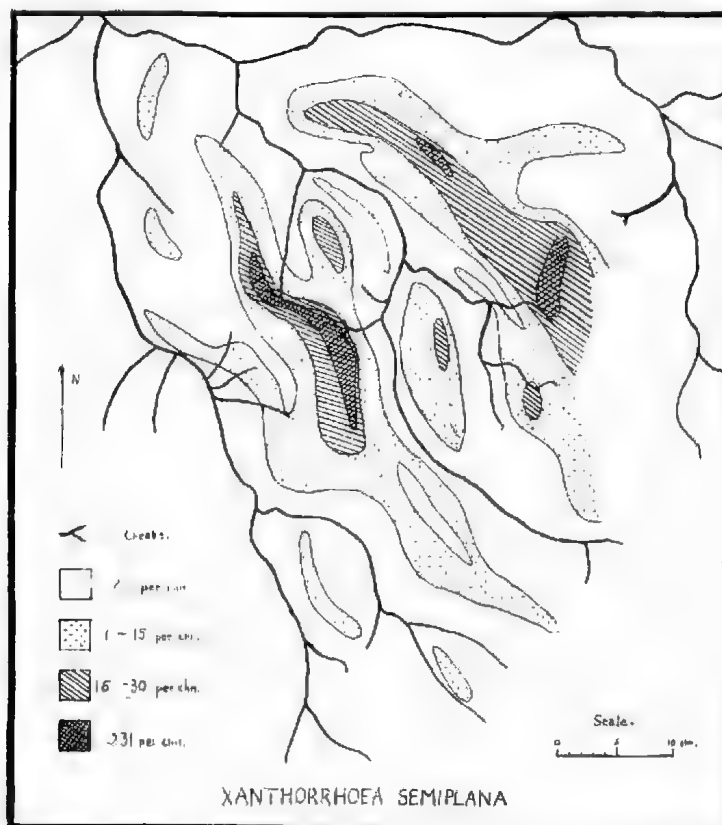 N
Creeks.
per chn.
1 - 15 per chn.
16 - 30 per chn.
≥31 per chn.
Scale.
0 5 10 chn.
XANTHORRHOEA SEMIPLANA